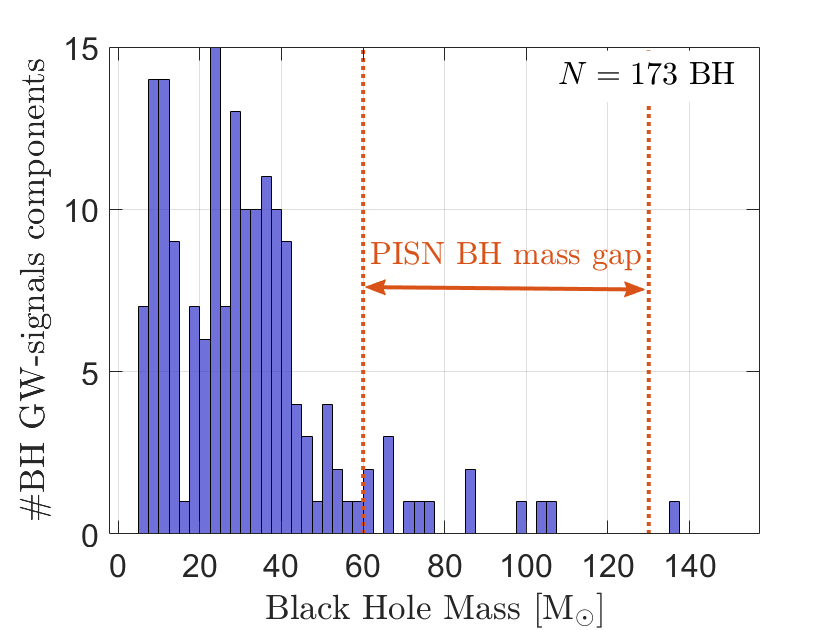 15
N = 173 BH
10
PISN BH mass gap
5
0
0 20 40 60 80 100 120 140
Black Hole Mass [M⊙]
#BH GW-signals components